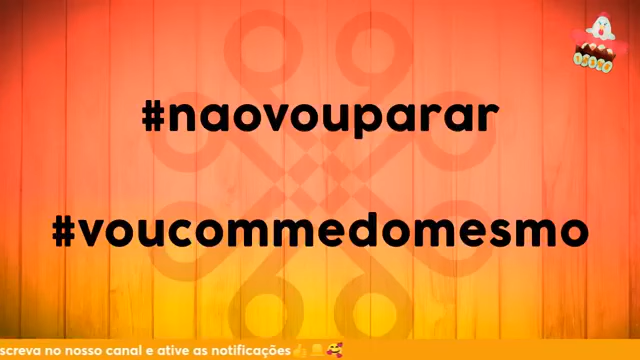 #naovouparar
#voucommedomesmo
screva no nosso canal e ative as notificações👍🔔🥰